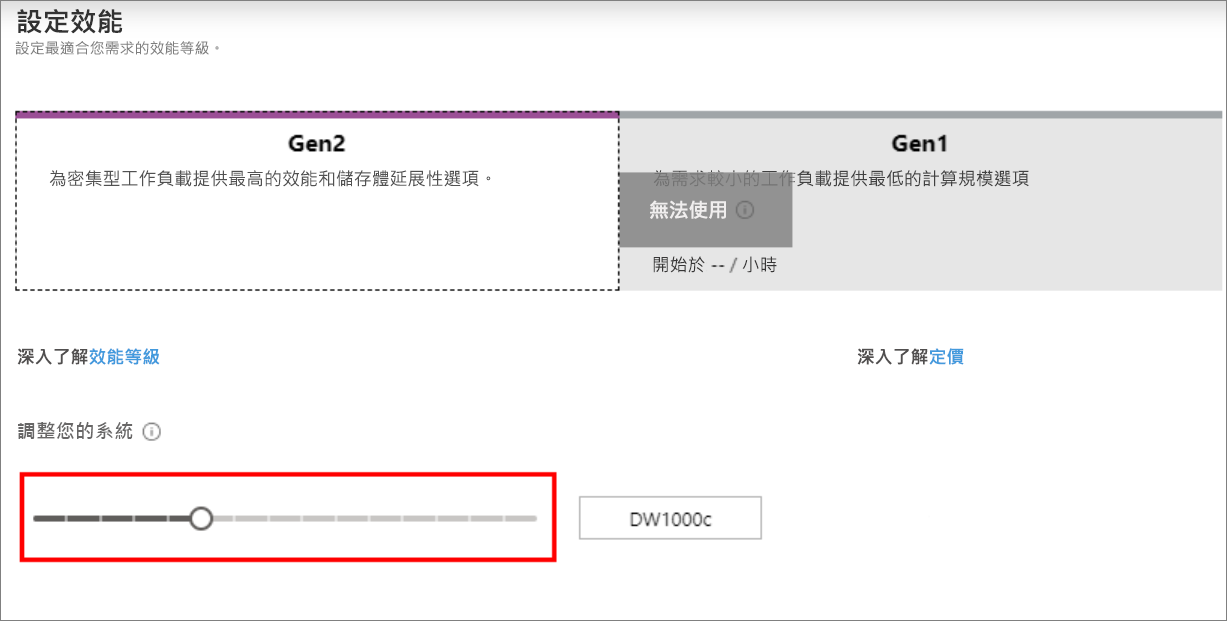 設定效能
設定最適合您需求的效能等級。
Gen2
為密集型工作負載提供最高的效能和儲存體延展性選項。
Gen1
為需求較小的工作負載提供最低的計算規模選項
無法使用
開始於 -- / 小時
深入了解效能等級
深入了解定價
調整您的系統
DW1000c